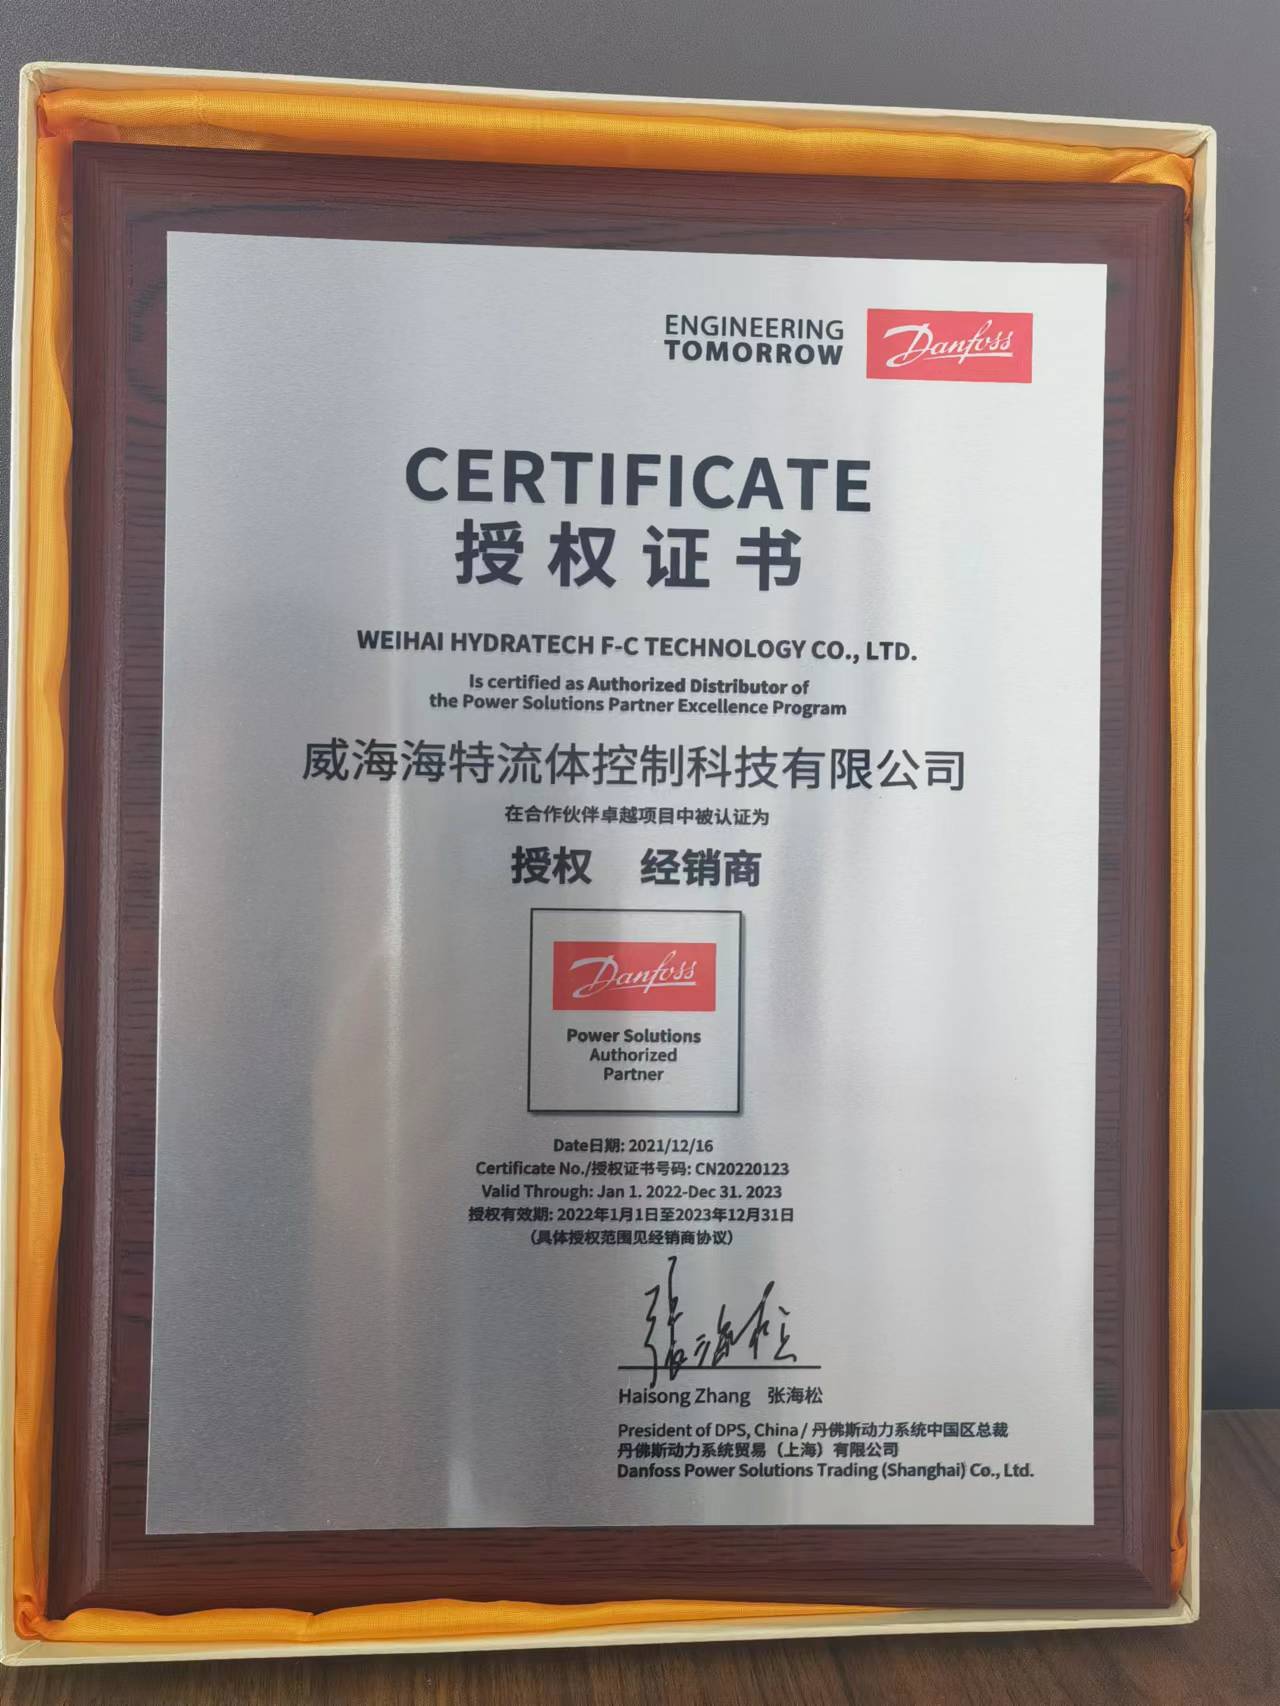 ENGINEERING
TOMORROW
Danfoss
CERTIFICATE
授权证书
WEIHAI HYDRATECH F-C TECHNOLOGY CO., LTD.
Is certified as Authorized Distributor of
the Power Solutions Partner Excellence Program
威海海特流体控制科技有限公司
在合作伙伴卓越项目中被认证为
授权 经销商
Danfoss
Power Solutions
Authorized
Partner
Date日期: 2021/12/16
Certificate No./授权证书号码: CN20220123
Valid Through: Jan 1. 2022-Dec 31. 2023
授权有效期: 2022年1月1日至2023年12月31日
（具体授权范围见经销商协议）
张海松
Haisong Zhang 张海松
President of DPS, China / 丹佛斯动力系统中国区总裁
丹佛斯动力系统贸易（上海）有限公司
Danfoss Power Solutions Trading (Shanghai) Co., Ltd.